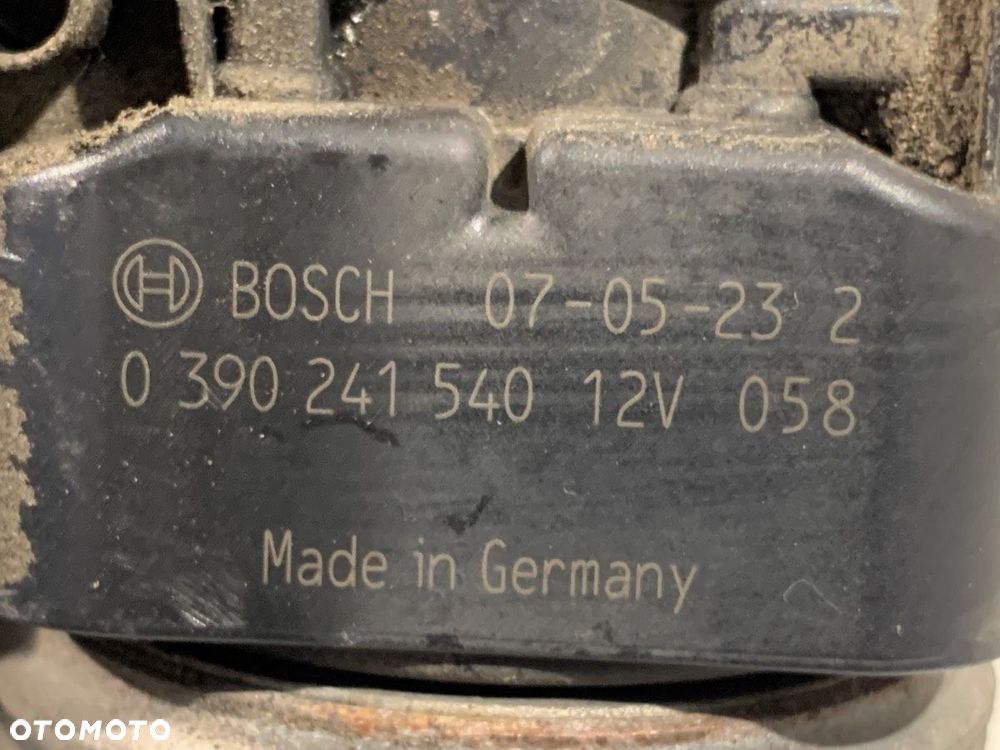 BOSCH 07-05-23 2
0 390 241 540 12V 058
Made in Germany
OTOMOTO